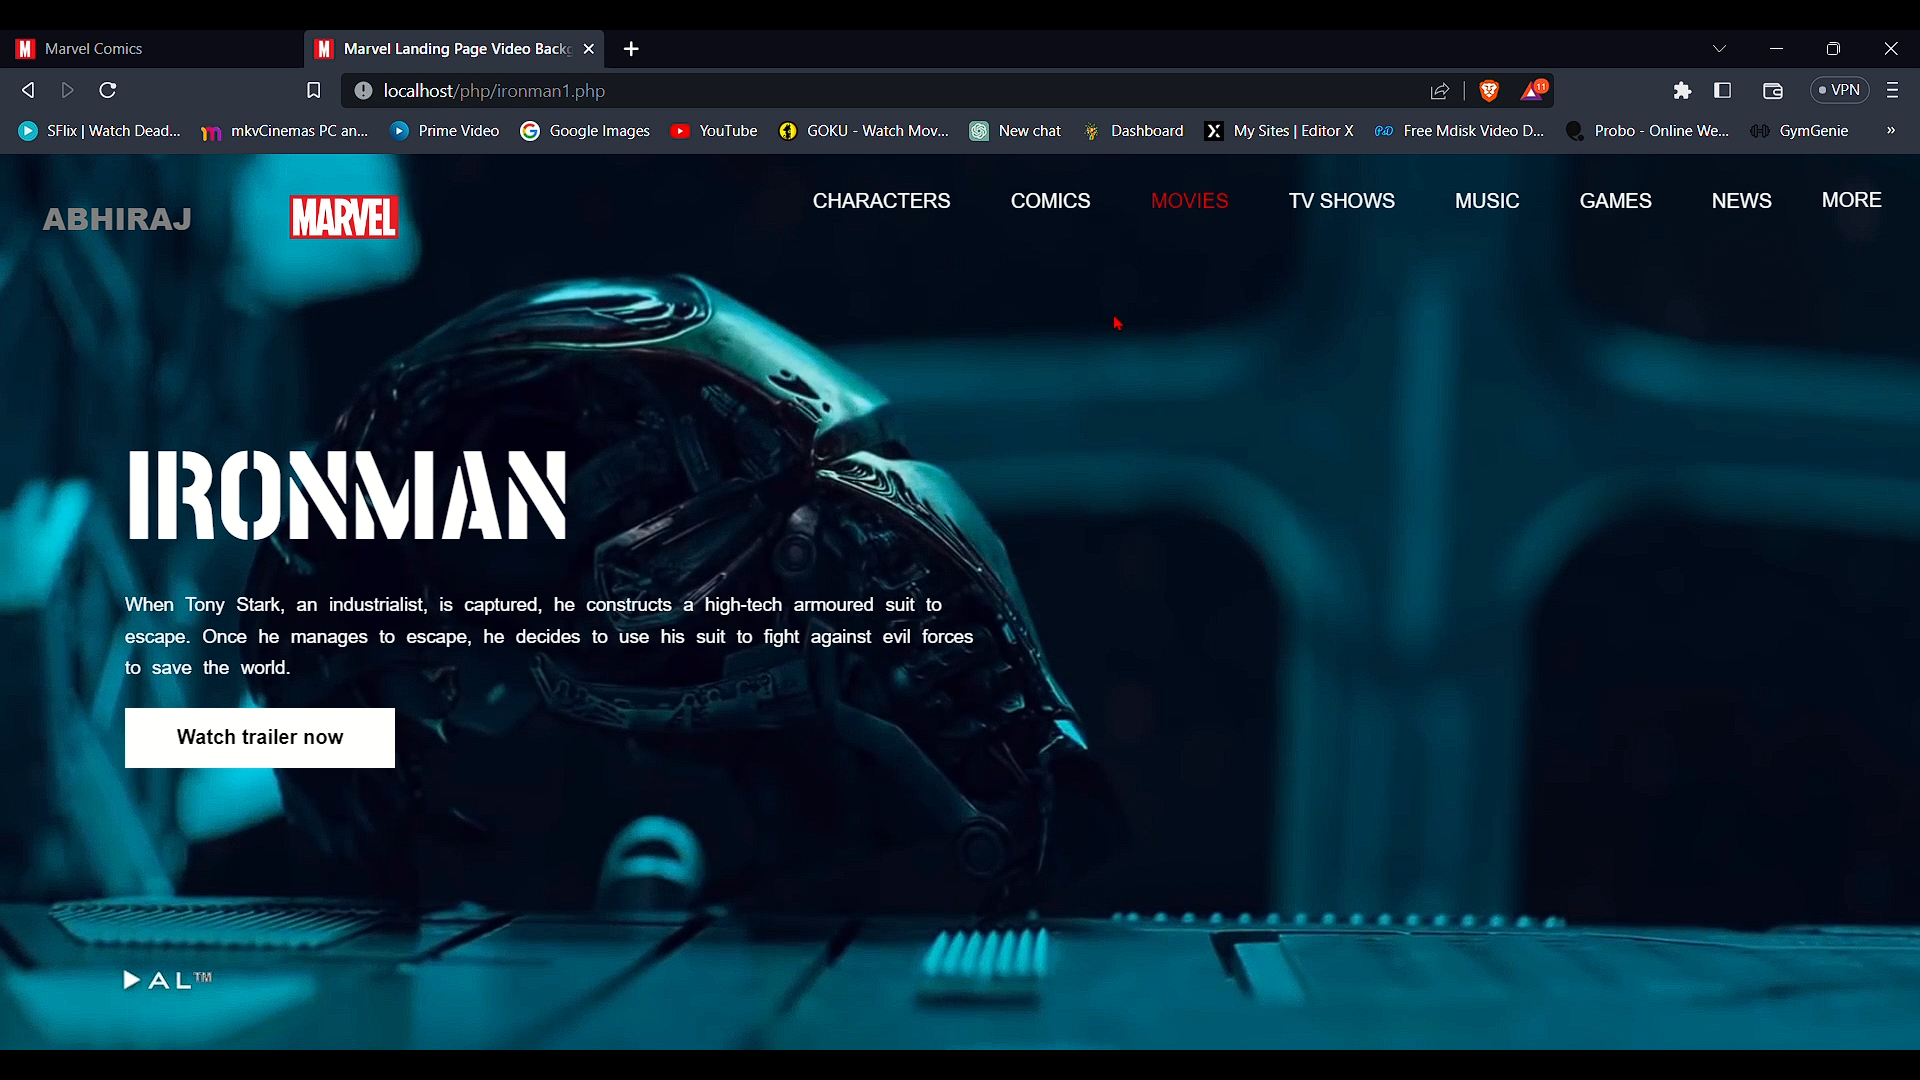 Marvel Comics
Marvel Landing Page Video Backg
localhost/php/ironman1.php
11
VPN
SFlix | Watch Dead...
mkvCinemas PC an...
Prime Video
Google Images
YouTube
GOKU - Watch Mov...
New chat
Dashboard
My Sites | Editor X
Free Mdisk Video D...
Probo - Online We...
GymGenie
»
ABHIRAJ
MARVEL
CHARACTERS
COMICS
MOVIES
TV SHOWS
MUSIC
GAMES
NEWS
MORE
IRONMAN
When Tony Stark, an industrialist, is captured, he constructs a high-tech armoured suit to
escape. Once he manages to escape, he decides to use his suit to fight against evil forces
to save the world.
Watch trailer now
AL™